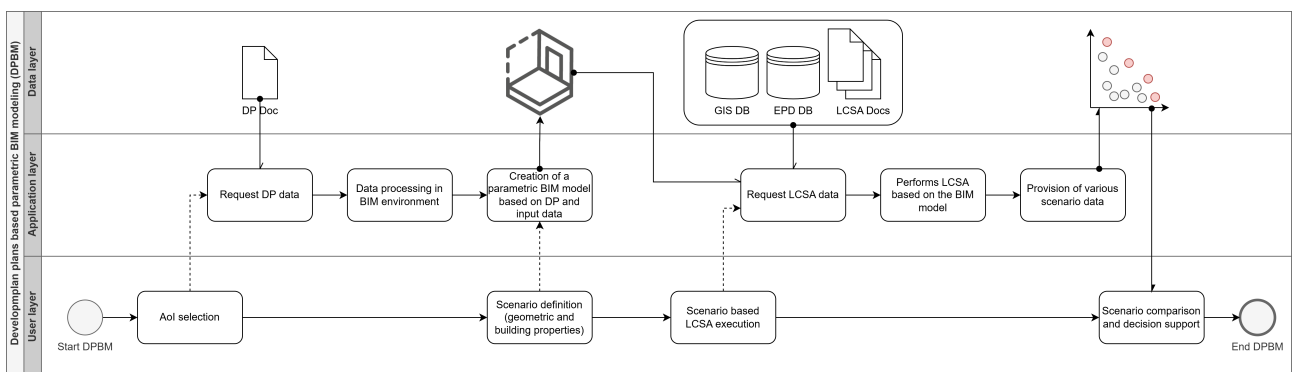 Developmplan plans based parametric BIM modeling (DPBM)
Data layer
DP Doc
GIS DB
EPD DB
LCSA Docs
Application layer
Request DP data
Data processing in
BIM environment
Creation of a
parametric BIM model
based on DP and
input data
Request LCSA data
Performs LCSA
based on the BIM
model
Provision of various
scenario data
User layer
Start DPBM
AoI selection
Scenario definition
(geometric and
building properties)
Scenario based
LCSA execution
Scenario comparison
and decision support
End DPBM